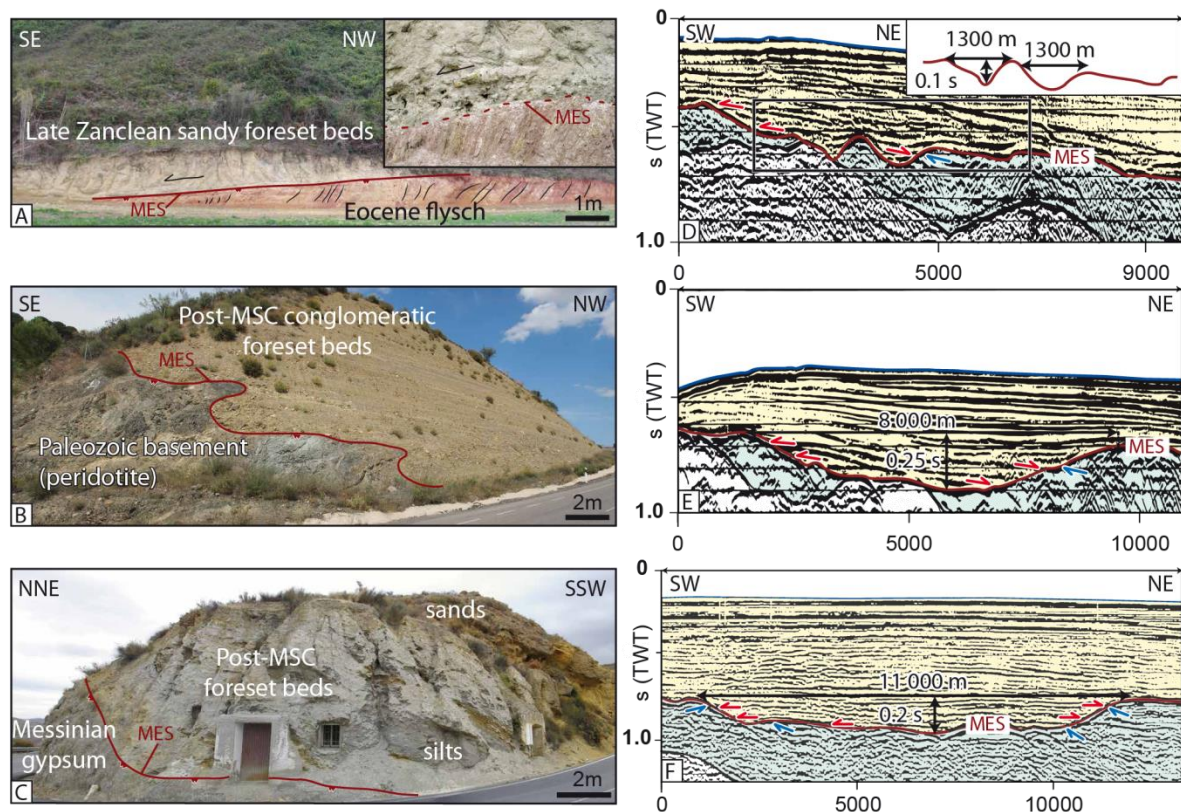 SE
NW
MES
Late Zanclean sandy foreset beds
MES
Eocene flysch
A
1m
SE
NW
Post-MSC conglomeratic
foreset beds
MES
Paleozoic basement
(peridotite)
B
2m
NNE
SSW
sands
Post-MSC
foreset beds
Messinian
gypsum
MES
silts
C
2m
0
SW
NE
1300 m
1300 m
0.1 s
s (TWT)
MES
1.0
D
0
5000
9000
0
SW
NE
s (TWT)
8 000 m
MES
0.25 s
1.0
E
0
5000
10000
0
SW
NE
s (TWT)
11 000 m
0.2 s
MES
1.0
F
0
5000
10000